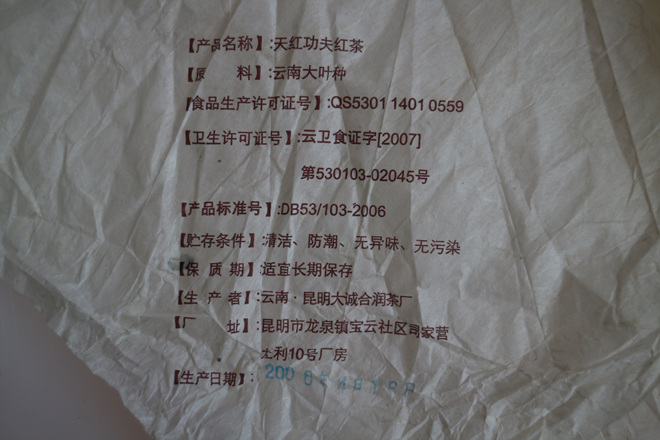 【产品名称】:天红功夫红茶
【原 料】:云南大叶种
【食品生产许可证号】:QS5301 1401 0559
【卫生许可证号】:云卫食证字[2007]
第530103-02045号
【产品标准号】:DB53/103-2006
【贮存条件】:清洁、防潮、无异味、无污染
【保 质 期】:适宜长期保存
【生 产 者】:云南·昆明大诚合润茶厂
【厂 址】:昆明市龙泉镇宝云社区司家营
利10号厂房
【生产日期】: 200